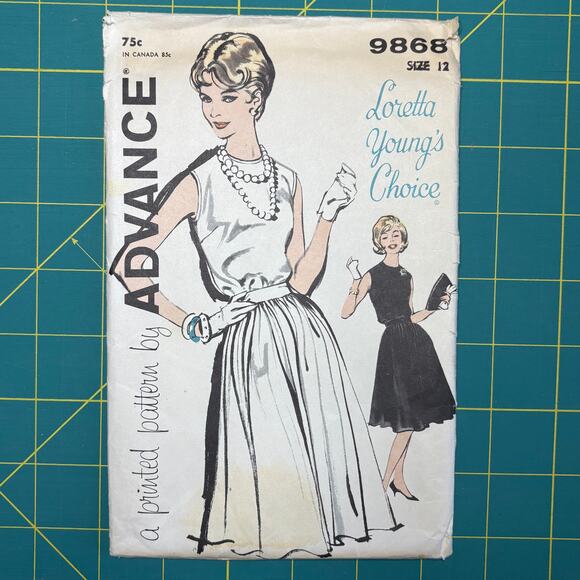 75c
IN CANADA 85c
9868
SIZE 12
a printed pattern by ADVANCE®
Loretta
Young's
Choice®